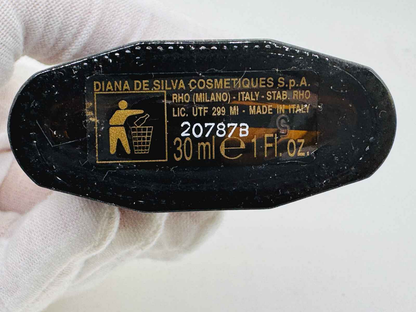 DIANA DE SILVA COSMETIQUES S.p.A.
RHO (MILANO) - ITALY - STAB. RHO
LIC. UTF 299 MI - MADE IN ITALY
20787B
30 ml ℮ 1 Fl. oz.